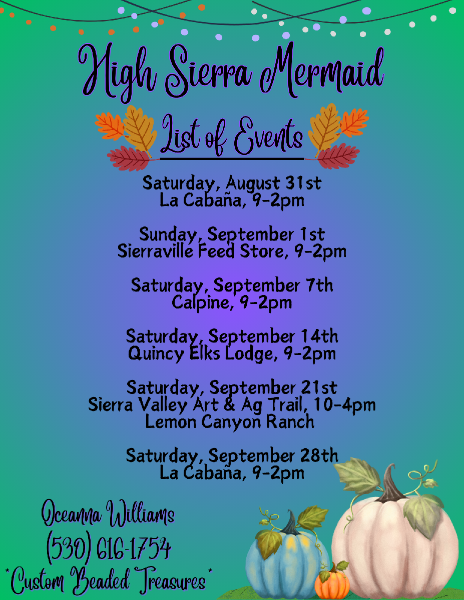 High Sierra Mermaid
List of Events
Saturday, August 31st
La Cabaña, 9-2pm
Sunday, September 1st
Sierraville Feed Store, 9-2pm
Saturday, September 7th
Calpine, 9-2pm
Saturday, September 14th
Quincy Elks Lodge, 9-2pm
Saturday, September 21st
Sierra Valley Art & Ag Trail, 10-4pm
Lemon Canyon Ranch
Saturday, September 28th
La Cabaña, 9-2pm
Oceanna Williams
(530) 616-1754
*Custom Beaded Treasures*